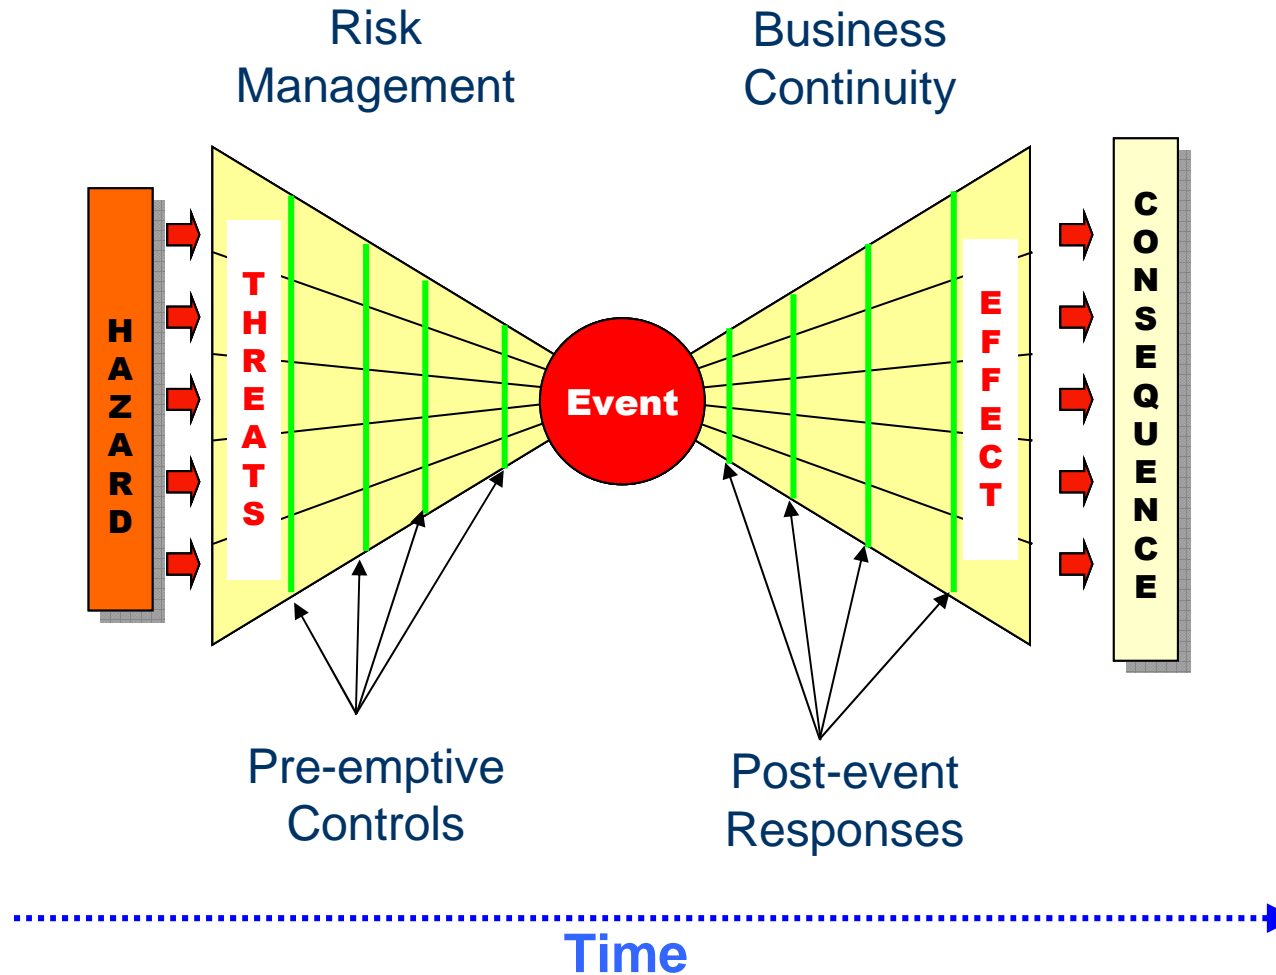 Risk
Management
Business
Continuity
HAZARD
THREATS
Event
EFFECT
CONSEQUENCE
Pre-emptive
Controls
Post-event
Responses
Time